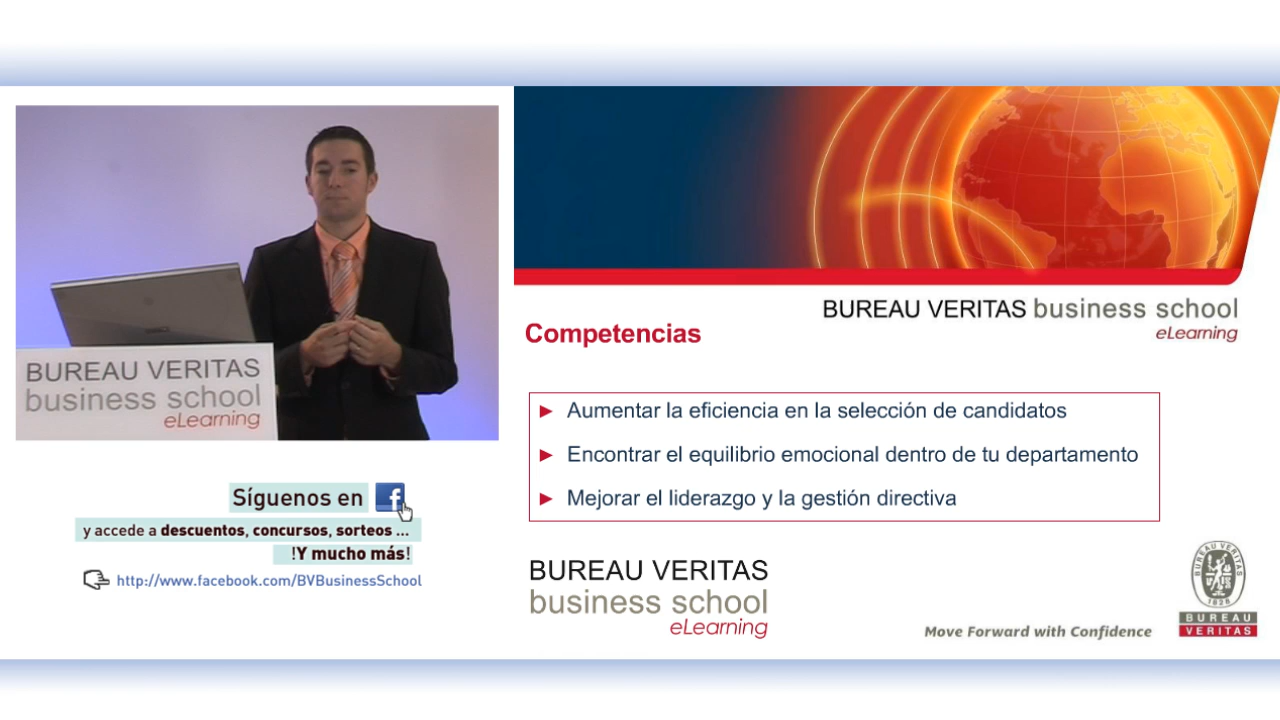 BUREAU VERITAS
business school
eLearning
Síguenos en f
y accede a descuentos, concursos, sorteos ...
!Y mucho más!
http://www.facebook.com/BVBusinessSchool
BUREAU VERITAS business school
eLearning
Competencias
► Aumentar la eficiencia en la selección de candidatos
► Encontrar el equilibrio emocional dentro de tu departamento
► Mejorar el liderazgo y la gestión directiva
BUREAU VERITAS
business school
eLearning
Move Forward with Confidence
BUREAU VERITAS
1828
BUREAU
VERITAS